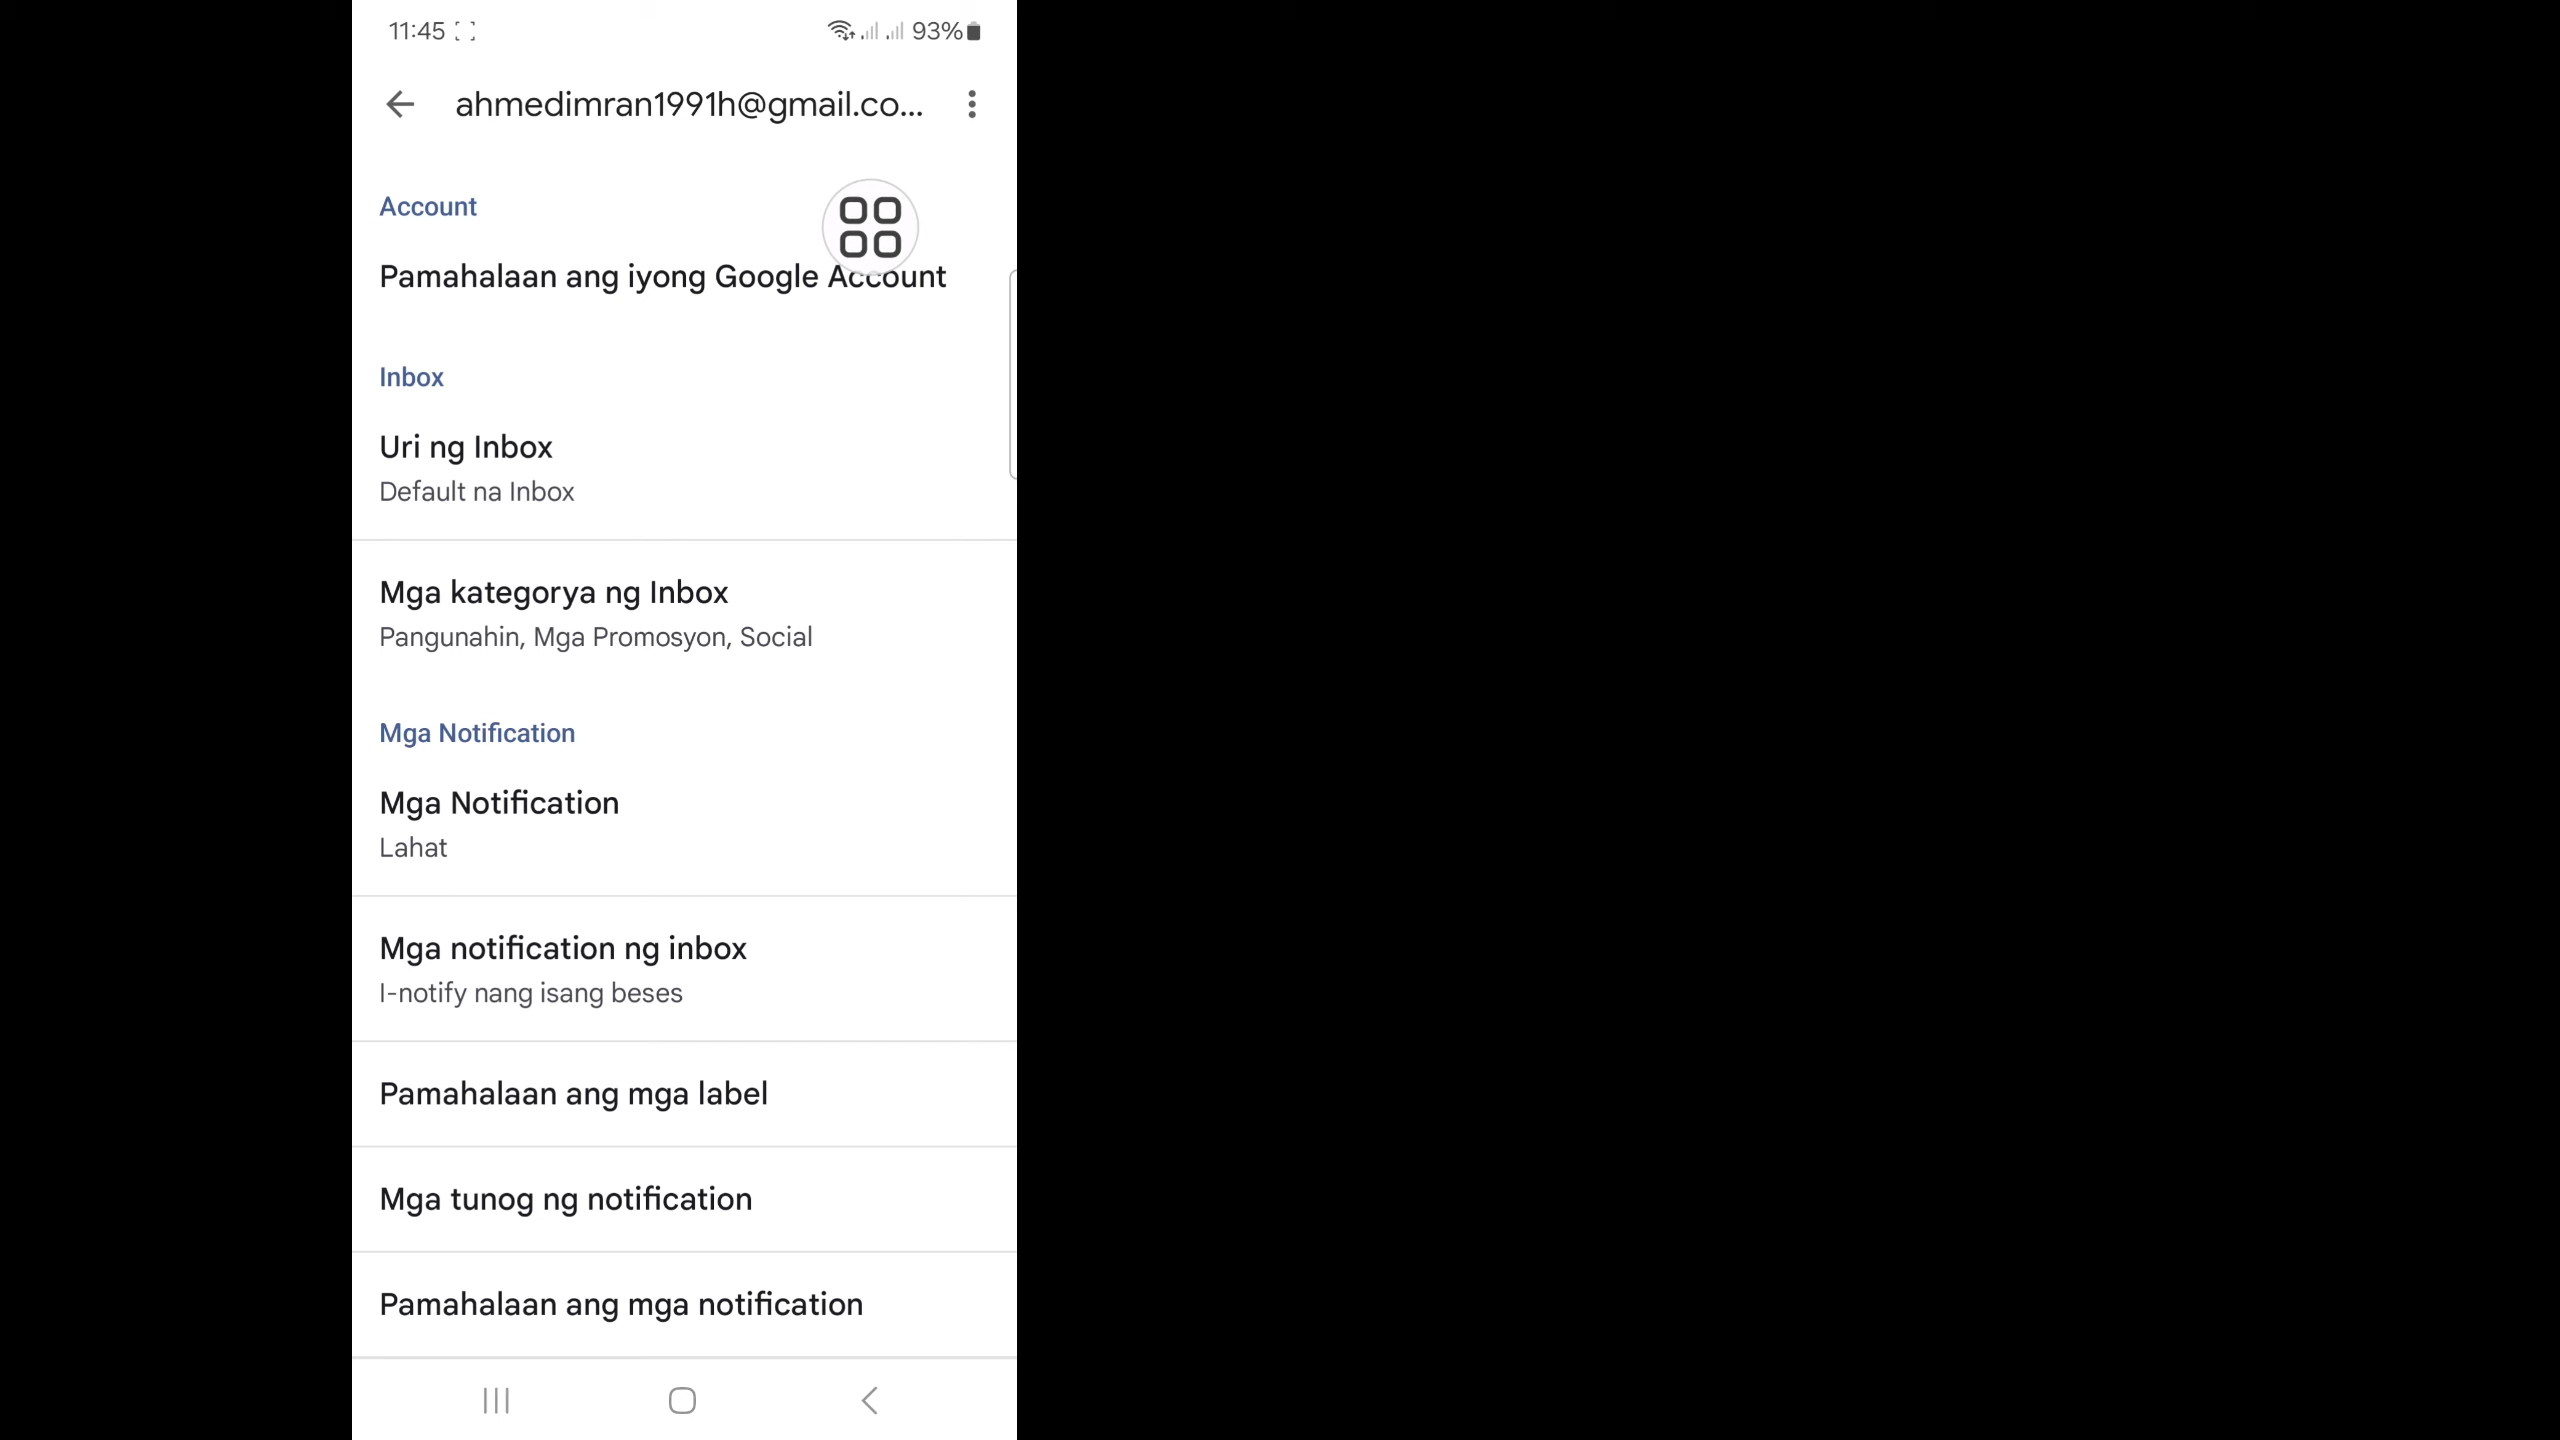 11:45
93%
ahmedimran1991h@gmail.co...
Account
Pamahalaan ang iyong Google Account
Inbox
Uri ng Inbox
Default na Inbox
Mga kategorya ng Inbox
Pangunahin, Mga Promosyon, Social
Mga Notification
Mga Notification
Lahat
Mga notification ng inbox
I-notify nang isang beses
Pamahalaan ang mga label
Mga tunog ng notification
Pamahalaan ang mga notification